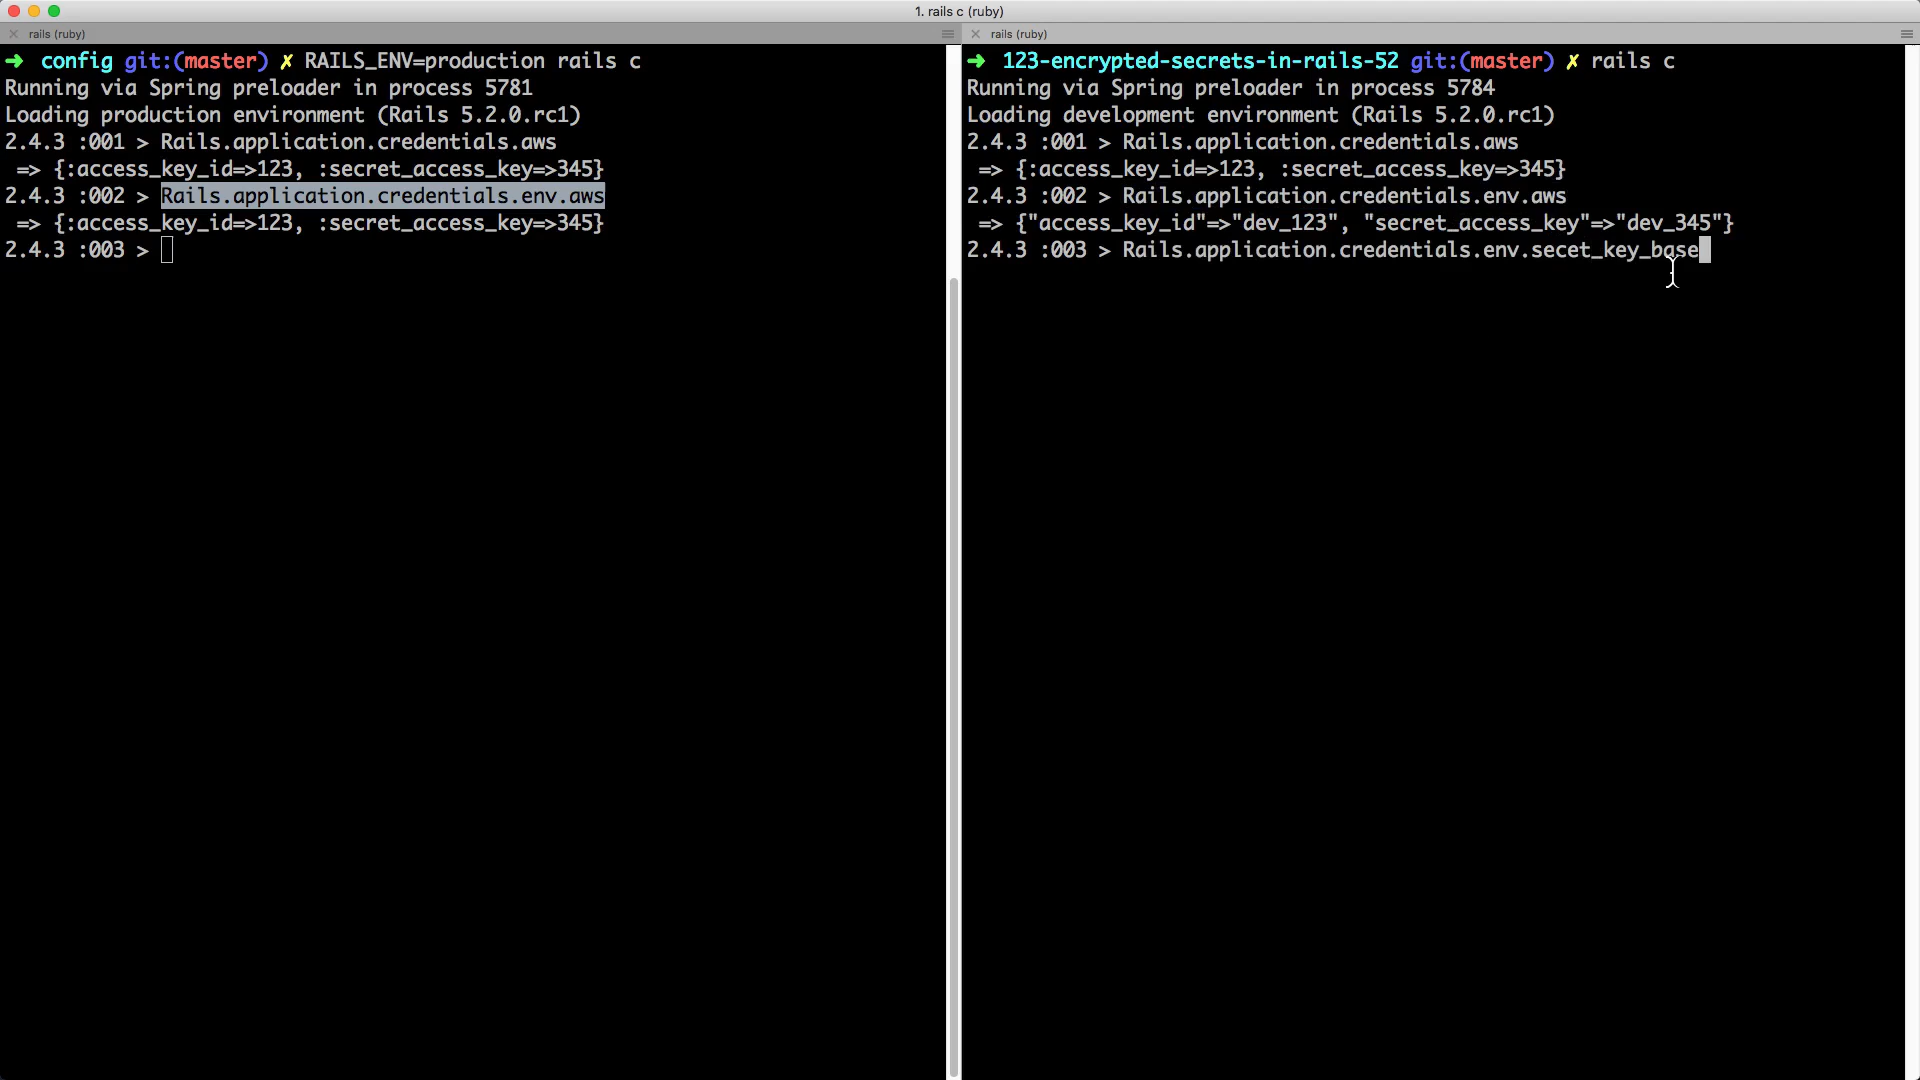 1. rails c (ruby)
rails (ruby)
➜ config git:(master) ✗ RAILS_ENV=production rails c
Running via Spring preloader in process 5781
Loading production environment (Rails 5.2.0.rc1)
2.4.3 :001 > Rails.application.credentials.aws
=> {:access_key_id=>123, :secret_access_key=>345}
2.4.3 :002 > Rails.application.credentials.env.aws
=> {:access_key_id=>123, :secret_access_key=>345}
2.4.3 :003 >
rails (ruby)
➜ 123-encrypted-secrets-in-rails-52 git:(master) ✗ rails c
Running via Spring preloader in process 5784
Loading development environment (Rails 5.2.0.rc1)
2.4.3 :001 > Rails.application.credentials.aws
=> {:access_key_id=>123, :secret_access_key=>345}
2.4.3 :002 > Rails.application.credentials.env.aws
=> {"access_key_id"=>"dev_123", "secret_access_key"=>"dev_345"}
2.4.3 :003 > Rails.application.credentials.env.secet_key_base